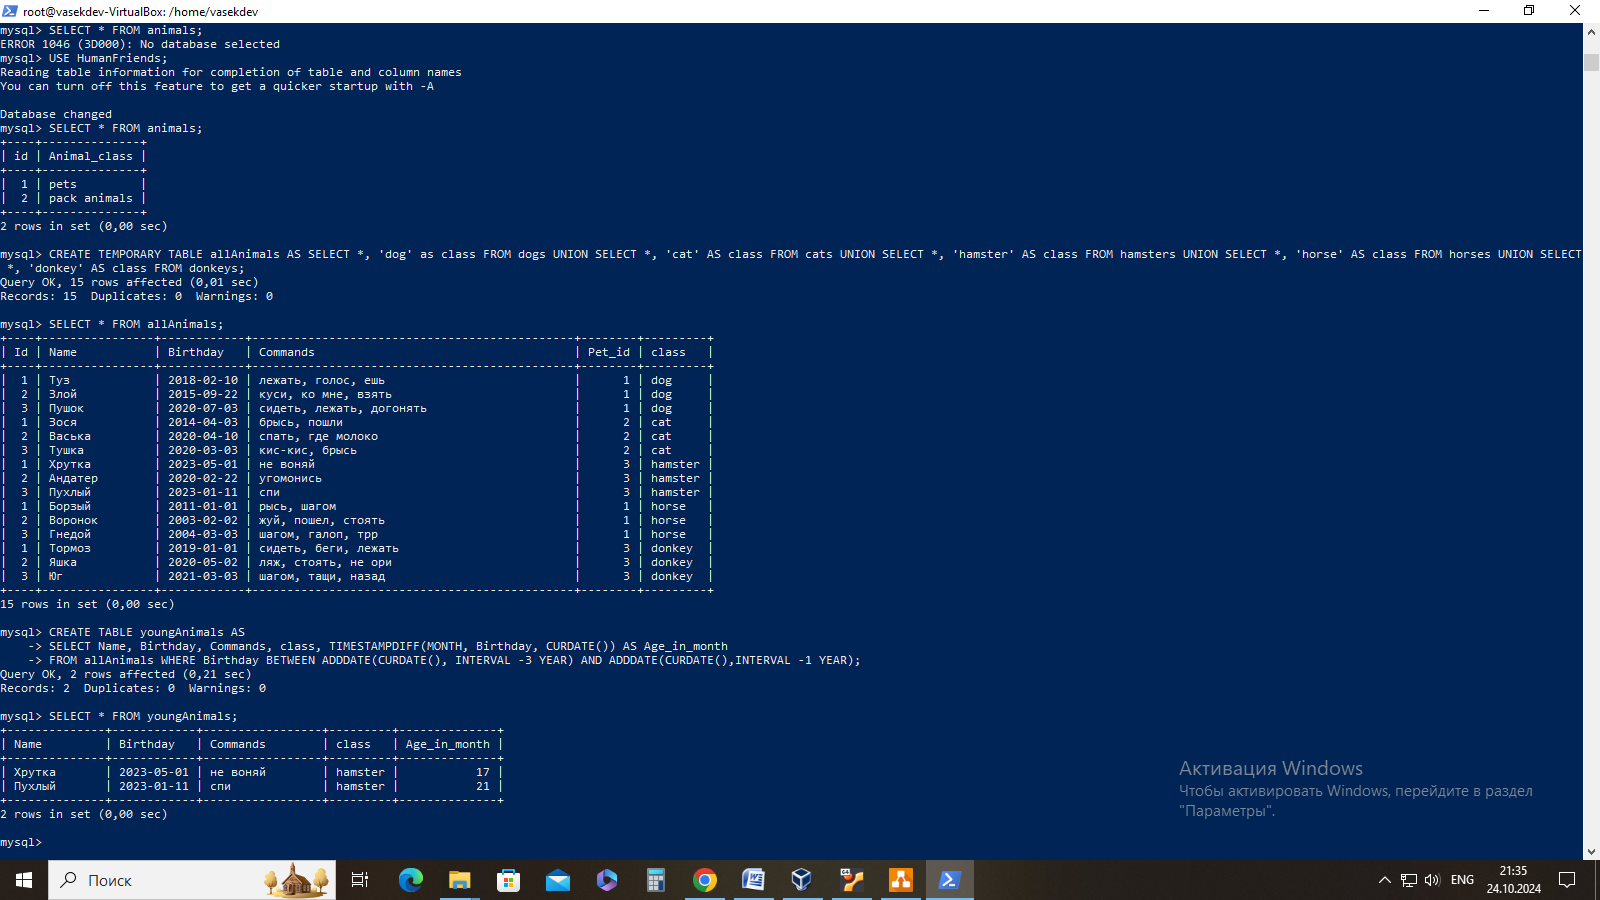 root@vasekdev-VirtualBox: /home/vasekdev
mysql> SELECT * FROM animals;
ERROR 1046 (3D000): No database selected
mysql> USE HumanFriends;
Reading table information for completion of table and column names
You can turn off this feature to get a quicker startup with -A
Database changed
mysql> SELECT * FROM animals;
+----+--------------+
| id | Animal_class |
+----+--------------+
|  1 | pets         |
|  2 | pack animals |
+----+--------------+
2 rows in set (0,00 sec)
mysql> CREATE TEMPORARY TABLE allAnimals AS SELECT *, 'dog' as class FROM dogs UNION SELECT *, 'cat' AS class FROM cats UNION SELECT *, 'hamster' AS class FROM hamsters UNION SELECT *, 'horse' AS class FROM horses UNION SELECT
 *, 'donkey' AS class FROM donkeys;
Query OK, 15 rows affected (0,01 sec)
Records: 15  Duplicates: 0  Warnings: 0
mysql> SELECT * FROM allAnimals;
+----+----------------+------------+----------------------------------------------+--------+---------+
| Id | Name           | Birthday   | Commands                                     | Pet_id | class   |
+----+----------------+------------+----------------------------------------------+--------+---------+
|  1 | Туз            | 2018-02-10 | лежать, голос, ешь                           |      1 | dog     |
|  2 | Злой           | 2015-09-22 | куси, ко мне, взять                          |      1 | dog     |
|  3 | Пушок          | 2020-07-03 | сидеть, лежать, догонять                     |      1 | dog     |
|  1 | Зося           | 2014-04-03 | брысь, пошли                                 |      2 | cat     |
|  2 | Васька         | 2020-04-10 | спать, где молоко                            |      2 | cat     |
|  3 | Тушка          | 2020-03-03 | кис-кис, брысь                               |      2 | cat     |
|  1 | Хрутка         | 2023-05-01 | не воняй                                     |      3 | hamster |
|  2 | Андатер        | 2020-02-22 | угомонись                                    |      3 | hamster |
|  3 | Пухлый         | 2023-01-11 | спи                                          |      3 | hamster |
|  1 | Борзый         | 2011-01-01 | рысь, шагом                                  |      1 | horse   |
|  2 | Воронок        | 2003-02-02 | жуй, пошел, стоять                           |      1 | horse   |
|  3 | Гнедой         | 2004-03-03 | шагом, галоп, трр                            |      1 | horse   |
|  1 | Тормоз         | 2019-01-01 | сидеть, беги, лежать                         |      3 | donkey  |
|  2 | Яшка           | 2020-05-02 | ляж, стоять, не ори                          |      3 | donkey  |
|  3 | Юг             | 2021-03-03 | шагом, тащи, назад                           |      3 | donkey  |
+----+----------------+------------+----------------------------------------------+--------+---------+
15 rows in set (0,00 sec)
mysql> CREATE TABLE youngAnimals AS
    -> SELECT Name, Birthday, Commands, class, TIMESTAMPDIFF(MONTH, Birthday, CURDATE()) AS Age_in_month
    -> FROM allAnimals WHERE Birthday BETWEEN ADDDATE(CURDATE(), INTERVAL -3 YEAR) AND ADDDATE(CURDATE(),INTERVAL -1 YEAR);
Query OK, 2 rows affected (0,21 sec)
Records: 2  Duplicates: 0  Warnings: 0
mysql> SELECT * FROM youngAnimals;
+--------------+------------+-----------------+---------+--------------+
| Name         | Birthday   | Commands        | class   | Age_in_month |
+--------------+------------+-----------------+---------+--------------+
| Хрутка       | 2023-05-01 | не воняй        | hamster |           17 |
| Пухлый       | 2023-01-11 | спи             | hamster |           21 |
+--------------+------------+-----------------+---------+--------------+
2 rows in set (0,00 sec)
mysql>
Активация Windows
Чтобы активировать Windows, перейдите в раздел
"Параметры".
Поиск
ENG
21:35
24.10.2024